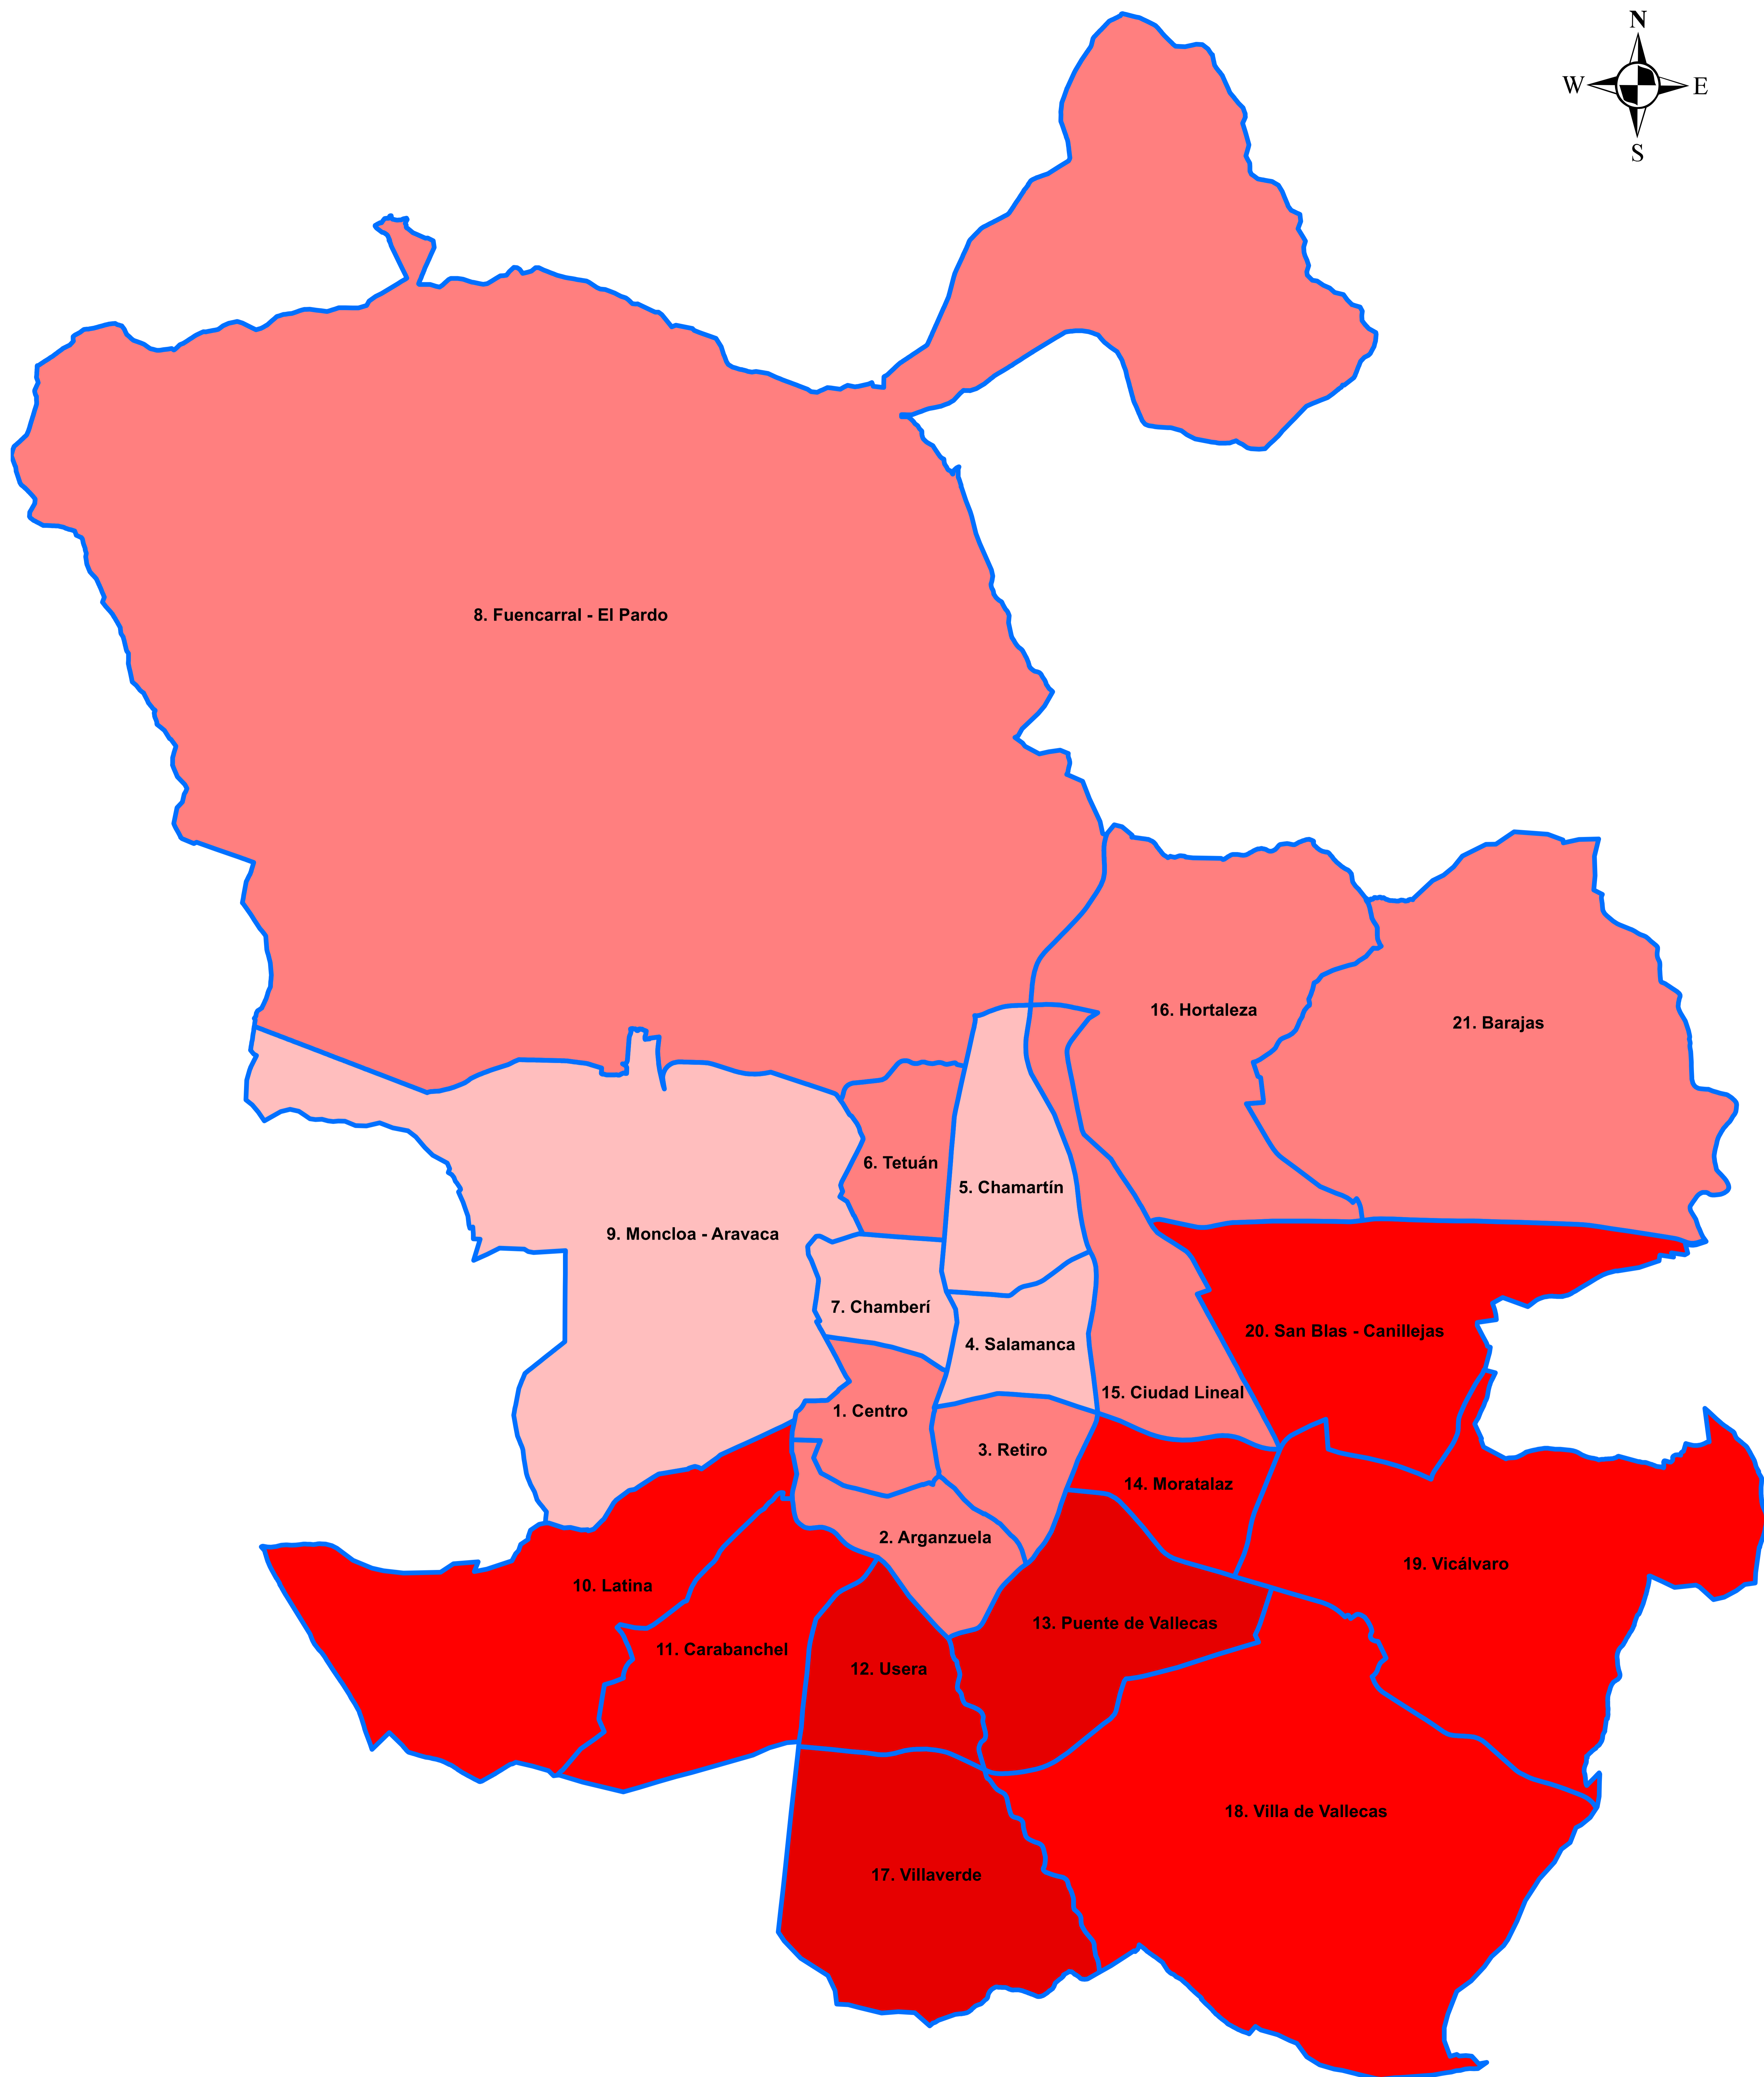 N
W
E
S
8. Fuencarral - El Pardo
16. Hortaleza
21. Barajas
6. Tetuán
5. Chamartín
9. Moncloa - Aravaca
7. Chamberí
20. San Blas - Canillejas
4. Salamanca
15. Ciudad Lineal
1. Centro
3. Retiro
14. Moratalaz
2. Arganzuela
19. Vicálvaro
10. Latina
13. Puente de Vallecas
11. Carabanchel
12. Usera
18. Villa de Vallecas
17. Villaverde